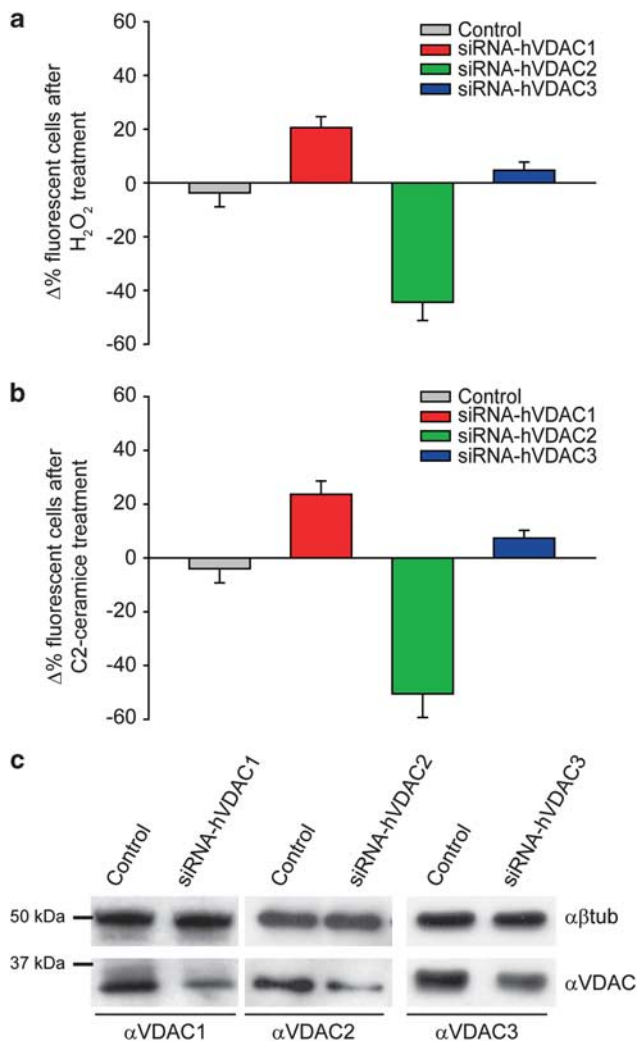 a
60
40
20
0
-20
-40
-60
Δ% fluorescent cells after
H₂O₂ treatment
Control
siRNA-hVDAC1
siRNA-hVDAC2
siRNA-hVDAC3
b
60
40
20
0
-20
-40
-60
Δ% fluorescent cells after
C2-ceramice treatment
Control
siRNA-hVDAC1
siRNA-hVDAC2
siRNA-hVDAC3
c
Control
siRNA-hVDAC1
Control
siRNA-hVDAC2
Control
siRNA-hVDAC3
50 kDa
αβtub
37 kDa
αVDAC
αVDAC1
αVDAC2
αVDAC3